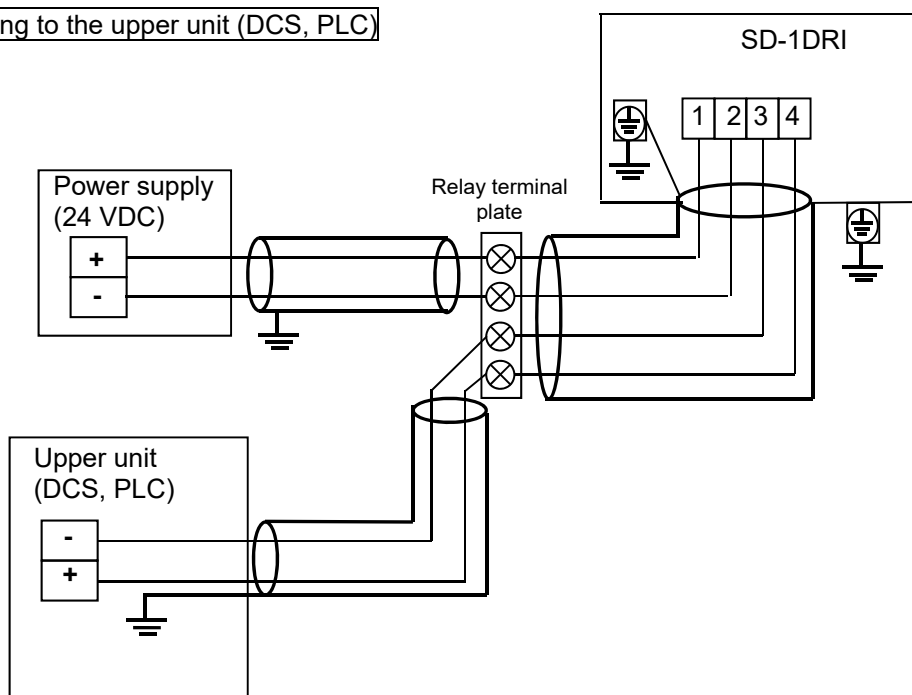 ng to the upper unit (DCS, PLC)
SD-1DRI
1 2 3 4
Power supply
(24 VDC)
+
-
Relay terminal
plate
Upper unit
(DCS, PLC)
-
+